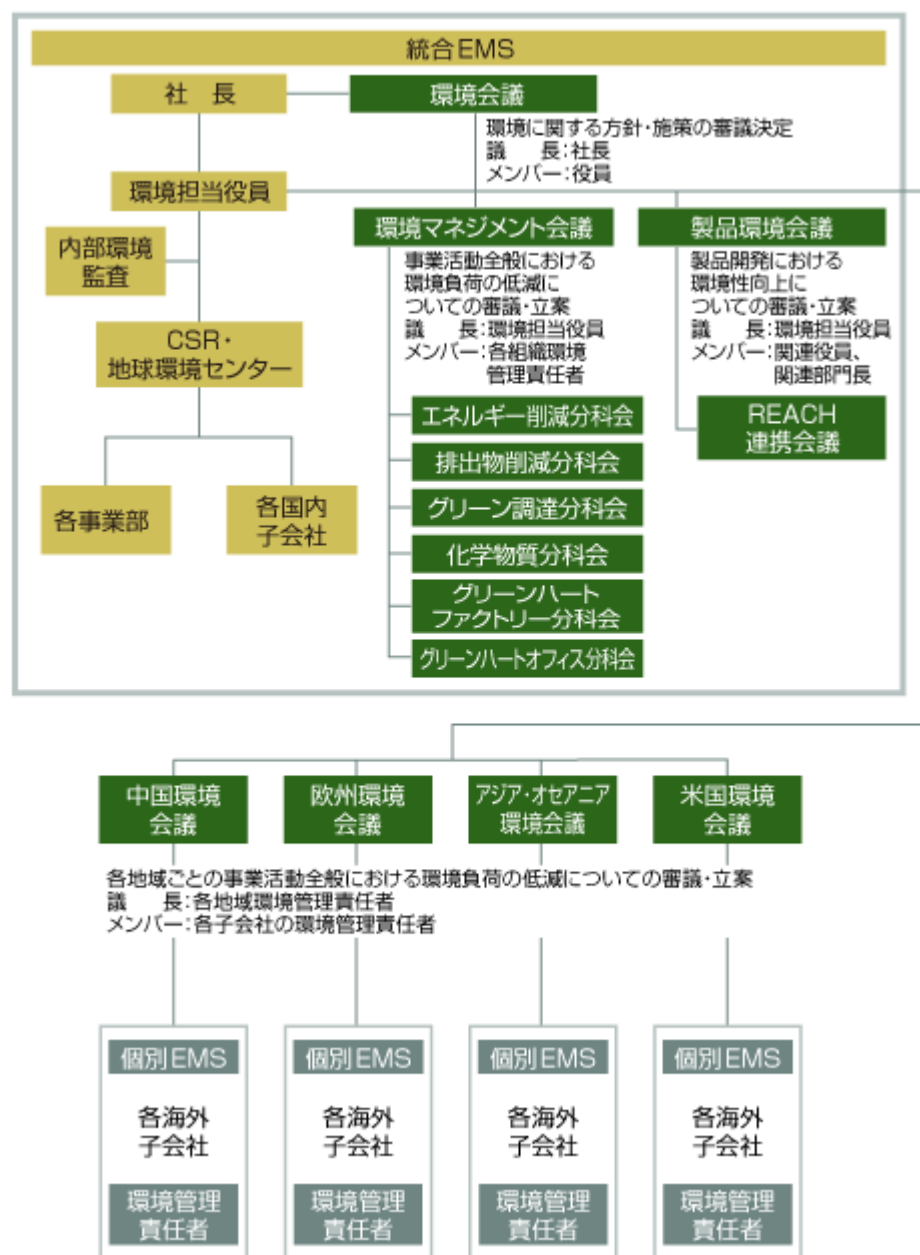 統合EMS
社　長
環境会議
環境に関する方針・施策の審議決定
議　　長：社長
メンバー：役員
環境担当役員
内部環境
監査
CSR・
地球環境センター
各事業部
各国内
子会社
環境マネジメント会議
事業活動全般における
環境負荷の低減に
ついての審議・立案
議　　長：環境担当役員
メンバー：各組織環境
管理責任者
エネルギー削減分科会
排出物削減分科会
グリーン調達分科会
化学物質分科会
グリーンハート
ファクトリー分科会
グリーンハートオフィス分科会
製品環境会議
製品開発における
環境性向上に
ついての審議・立案
議　　長：環境担当役員
メンバー：関連役員、
関連部門長
REACH
連携会議
中国環境
会議
欧州環境
会議
アジア・オセアニア
環境会議
米国環境
会議
各地域ごとの事業活動全般における環境負荷の低減についての審議・立案
議　　長：各地域環境管理責任者
メンバー：各子会社の環境管理責任者
個別EMS
各海外
子会社
環境管理
責任者
個別EMS
各海外
子会社
環境管理
責任者
個別EMS
各海外
子会社
環境管理
責任者
個別EMS
各海外
子会社
環境管理
責任者